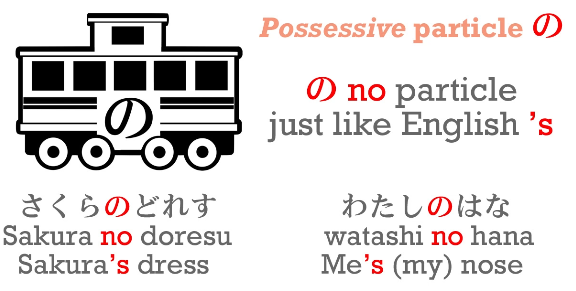 Possessive particle の
の
の no particle
just like English ’s
さくらのどれす
Sakura no doresu
Sakura’s dress
わたしのはな
watashi no hana
Me’s (my) nose